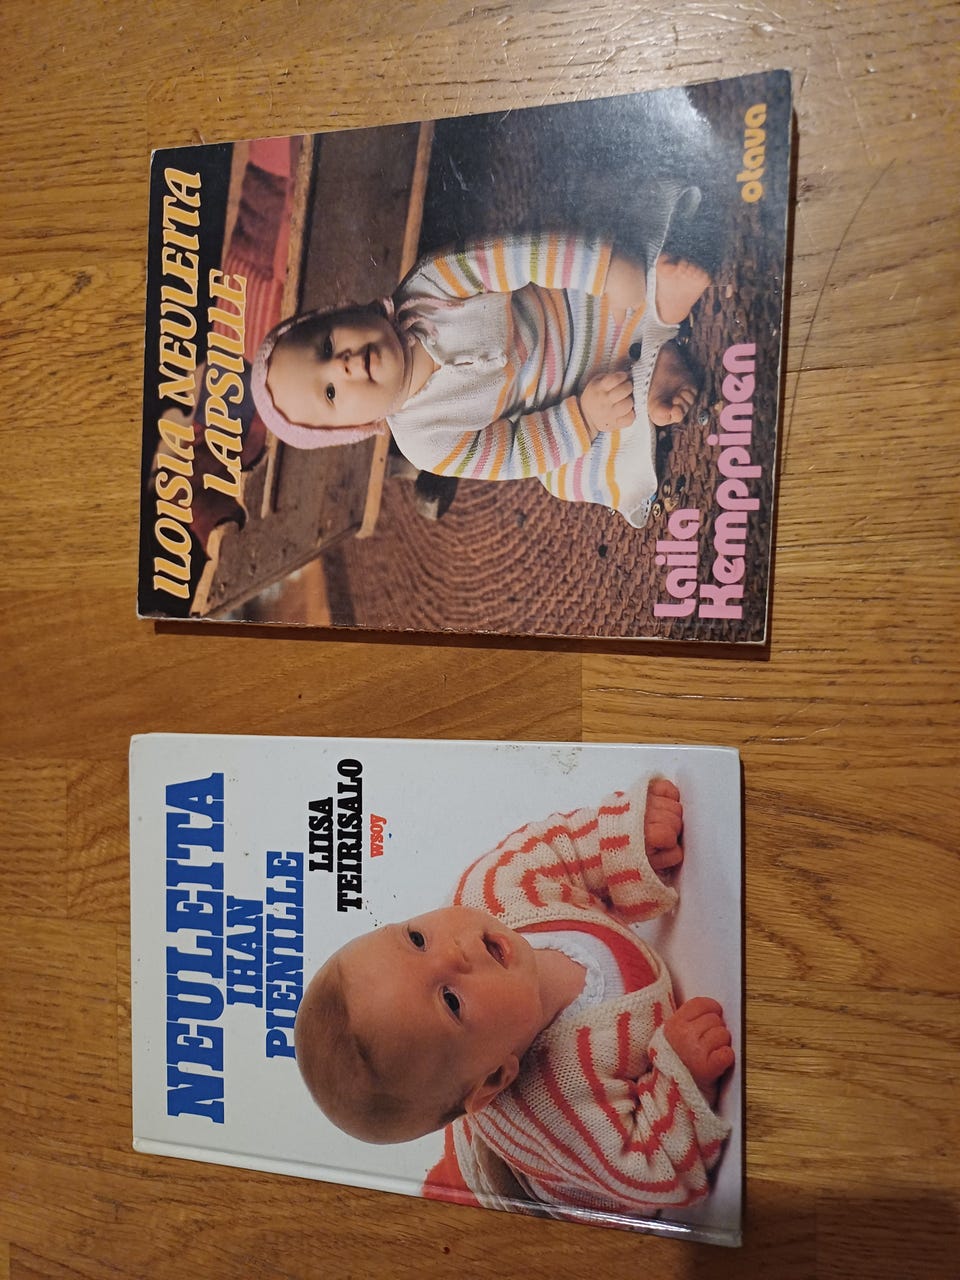 ILOISIA NEULEITA
LAPSILLE
Laila
Kemppinen
otava
NEULEITA
IHAN
PIENILLE
LIISA
TEIRISALO
wsoy